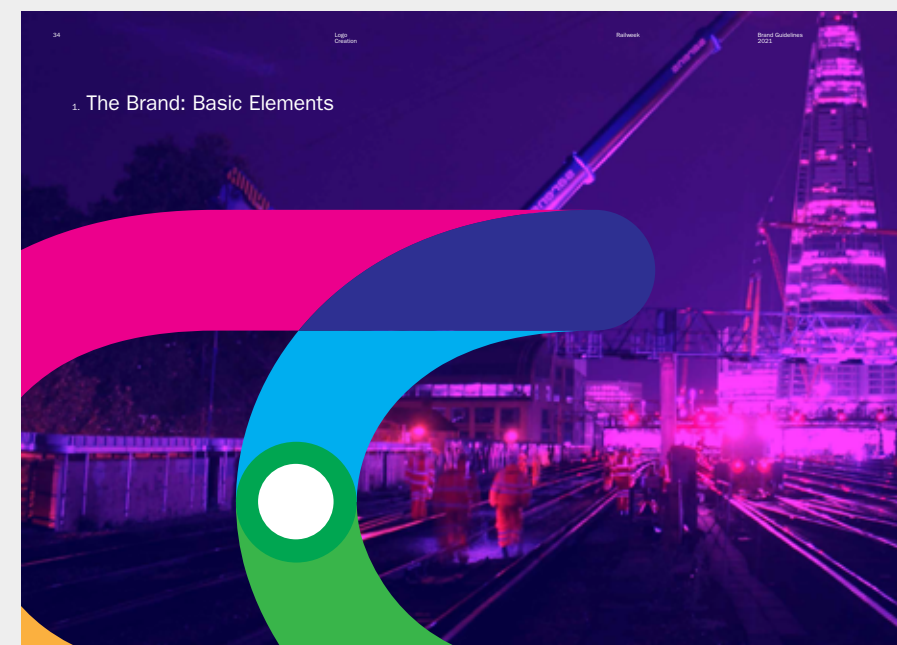 34
Logo
Creation
Railweek
Brand Guidelines
2021
1. The Brand: Basic Elements